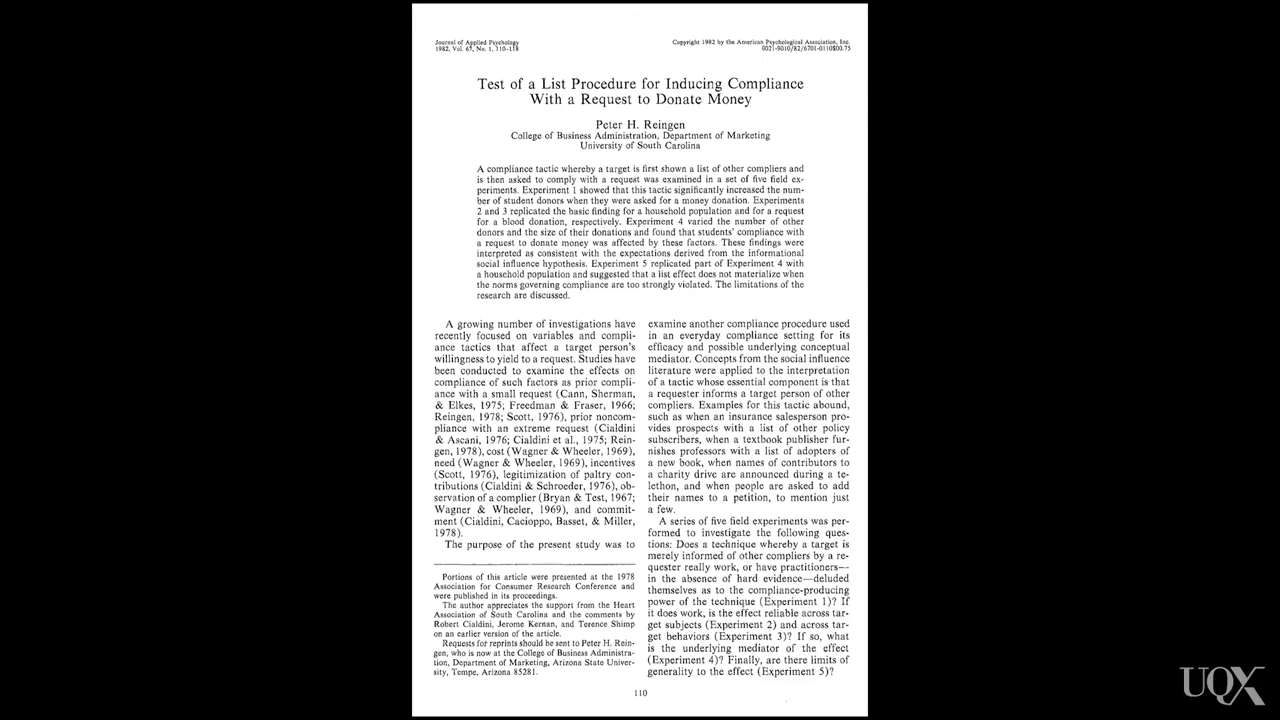 Journal of Applied Psychology
1982, Vol. 67, No. 1, 110–118
Copyright 1982 by the American Psychological Association, Inc.
0021-9010/82/6701-0110$00.75
Test of a List Procedure for Inducing Compliance
With a Request to Donate Money
Peter H. Reingen
College of Business Administration, Department of Marketing
University of South Carolina
A compliance tactic whereby a target is first shown a list of other compliers and
is then asked to comply with a request was examined in a set of five field ex-
periments. Experiment 1 showed that this tactic significantly increased the num-
ber of student donors when they were asked for a money donation. Experiments
2 and 3 replicated the basic finding for a household population and for a request
for a blood donation, respectively. Experiment 4 varied the number of other
donors and the size of their donations and found that students' compliance with
a request to donate money was affected by these factors. These findings were
interpreted as consistent with the expectations derived from the informational
social influence hypothesis. Experiment 5 replicated part of Experiment 4 with
a household population and suggested that a list effect does not materialize when
the norms governing compliance are too strongly violated. The limitations of the
research are discussed.
A growing number of investigations have
recently focused on variables and compli-
ance tactics that affect a target person's
willingness to yield to a request. Studies have
been conducted to examine the effects on
compliance of such factors as prior compli-
ance with a small request (Cann, Sherman,
& Elkes, 1975; Freedman & Fraser, 1966;
Reingen, 1978; Scott, 1976), prior noncom-
pliance with an extreme request (Cialdini
& Ascani, 1976; Cialdini et al., 1975; Rein-
gen, 1978), cost (Wagner & Wheeler, 1969),
need (Wagner & Wheeler, 1969), incentives
(Scott, 1976), legitimization of paltry con-
tributions (Cialdini & Schroeder, 1976), ob-
servation of a complier (Bryan & Test, 1967;
Wagner & Wheeler, 1969), and commit-
ment (Cialdini, Cacioppo, Basset, & Miller,
1978).
The purpose of the present study was to
Portions of this article were presented at the 1978
Association for Consumer Research Conference and
were published in its proceedings.
The author appreciates the support from the Heart
Association of South Carolina and the comments by
Robert Cialdini, Jerome Kernan, and Terence Shimp
on an earlier version of the article.
Requests for reprints should be sent to Peter H. Rein-
gen, who is now at the College of Business Administra-
tion, Department of Marketing, Arizona State Univer-
sity, Tempe, Arizona 85281.
examine another compliance procedure used
in an everyday compliance setting for its
efficacy and possible underlying conceptual
mediator. Concepts from the social influence
literature were applied to the interpretation
of a tactic whose essential component is that
a requester informs a target person of other
compliers. Examples for this tactic abound,
such as when an insurance salesperson pro-
vides prospects with a list of other policy
subscribers, when a textbook publisher fur-
nishes professors with a list of adopters of
a new book, when names of contributors to
a charity drive are announced during a te-
lethon, and when people are asked to add
their names to a petition, to mention just
a few.
A series of five field experiments was per-
formed to investigate the following ques-
tions: Does a technique whereby a target is
merely informed of other compliers by a re-
quester really work, or have practitioners—
in the absence of hard evidence—deluded
themselves as to the compliance-producing
power of the technique (Experiment 1)? If
it does work, is the effect reliable across tar-
get subjects (Experiment 2) and across tar-
get behaviors (Experiment 3)? If so, what
is the underlying mediator of the effect
(Experiment 4)? Finally, are there limits of
generality to the effect (Experiment 5)?
110
UQX